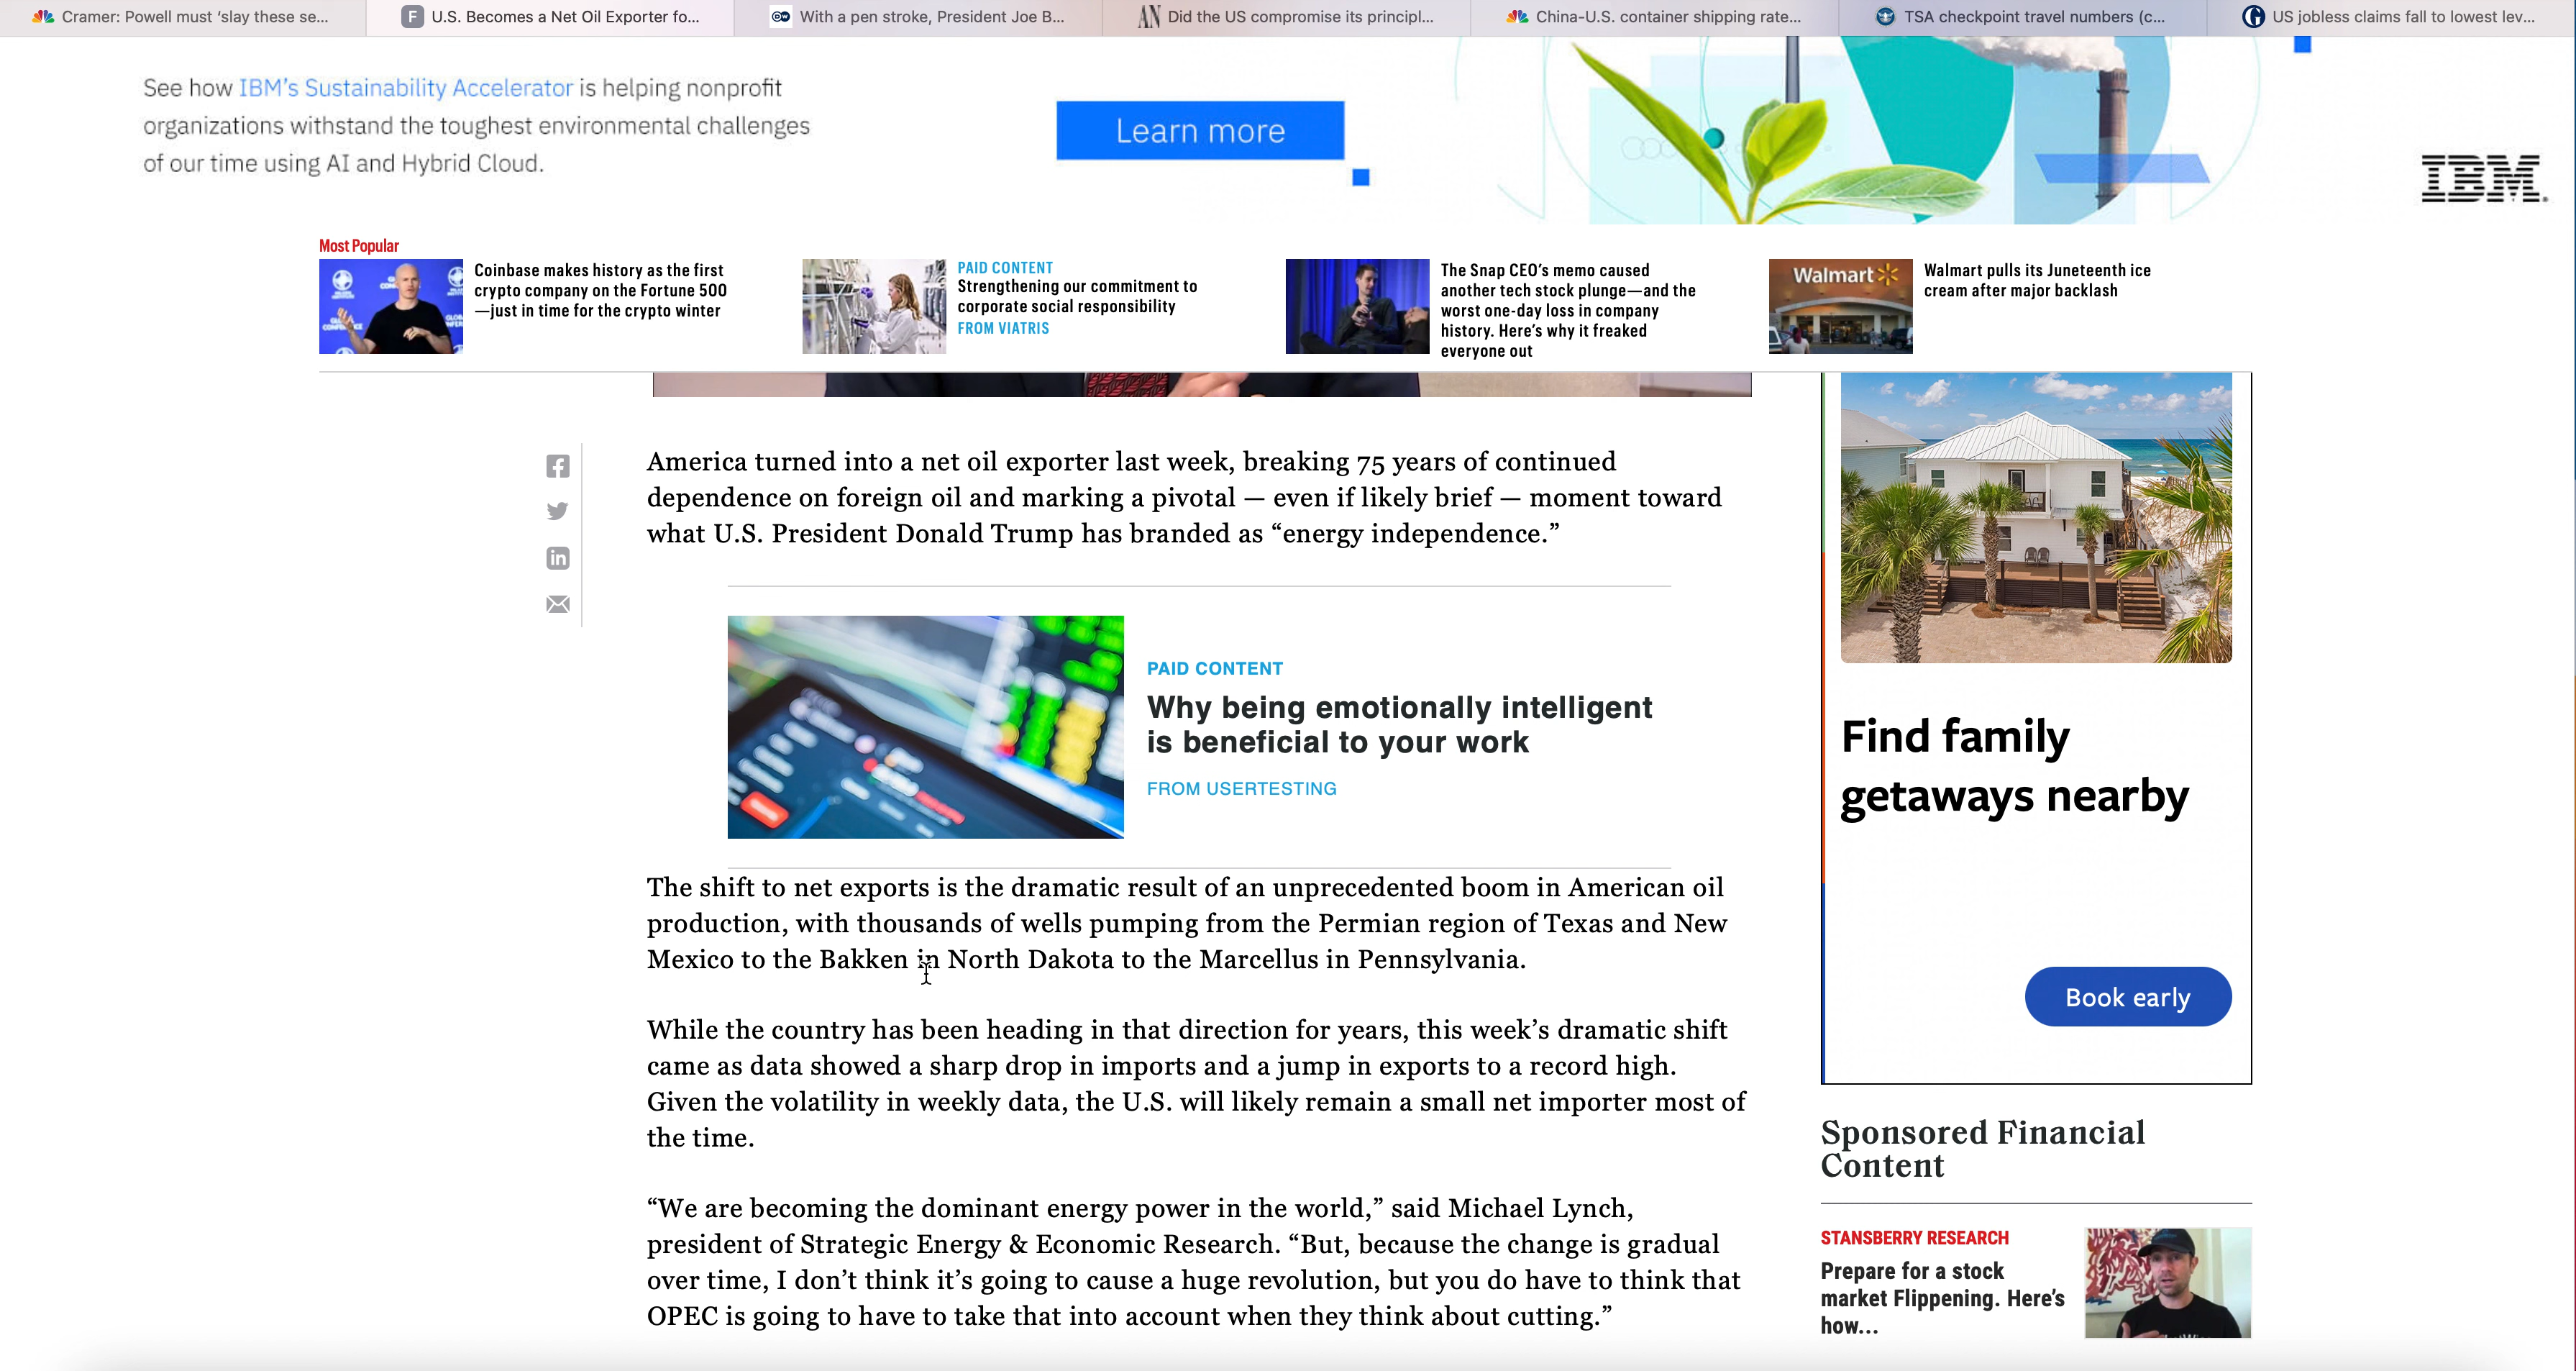 Cramer: Powell must ‘slay these se...
F U.S. Becomes a Net Oil Exporter fo...
With a pen stroke, President Joe B...
AN Did the US compromise its principl...
China-U.S. container shipping rate...
TSA checkpoint travel numbers (c...
G US jobless claims fall to lowest lev...
See how IBM’s Sustainability Accelerator is helping nonprofit
organizations withstand the toughest environmental challenges
of our time using AI and Hybrid Cloud.
Learn more
IBM.
Most Popular
Coinbase makes history as the first
crypto company on the Fortune 500
—just in time for the crypto winter
PAID CONTENT
Strengthening our commitment to
corporate social responsibility
FROM VIATRIS
The Snap CEO’s memo caused
another tech stock plunge—and the
worst one-day loss in company
history. Here’s why it freaked
everyone out
Walmart
Walmart pulls its Juneteenth ice
cream after major backlash
America turned into a net oil exporter last week, breaking 75 years of continued
dependence on foreign oil and marking a pivotal — even if likely brief — moment toward
what U.S. President Donald Trump has branded as “energy independence.”
PAID CONTENT
Why being emotionally intelligent
is beneficial to your work
FROM USERTESTING
The shift to net exports is the dramatic result of an unprecedented boom in American oil
production, with thousands of wells pumping from the Permian region of Texas and New
Mexico to the Bakken in North Dakota to the Marcellus in Pennsylvania.
While the country has been heading in that direction for years, this week’s dramatic shift
came as data showed a sharp drop in imports and a jump in exports to a record high.
Given the volatility in weekly data, the U.S. will likely remain a small net importer most of
the time.
“We are becoming the dominant energy power in the world,” said Michael Lynch,
president of Strategic Energy & Economic Research. “But, because the change is gradual
over time, I don’t think it’s going to cause a huge revolution, but you do have to think that
OPEC is going to have to take that into account when they think about cutting.”
Find family
getaways nearby
Book early
Sponsored Financial
Content
STANSBERRY RESEARCH
Prepare for a stock
market Flippening. Here’s
how...